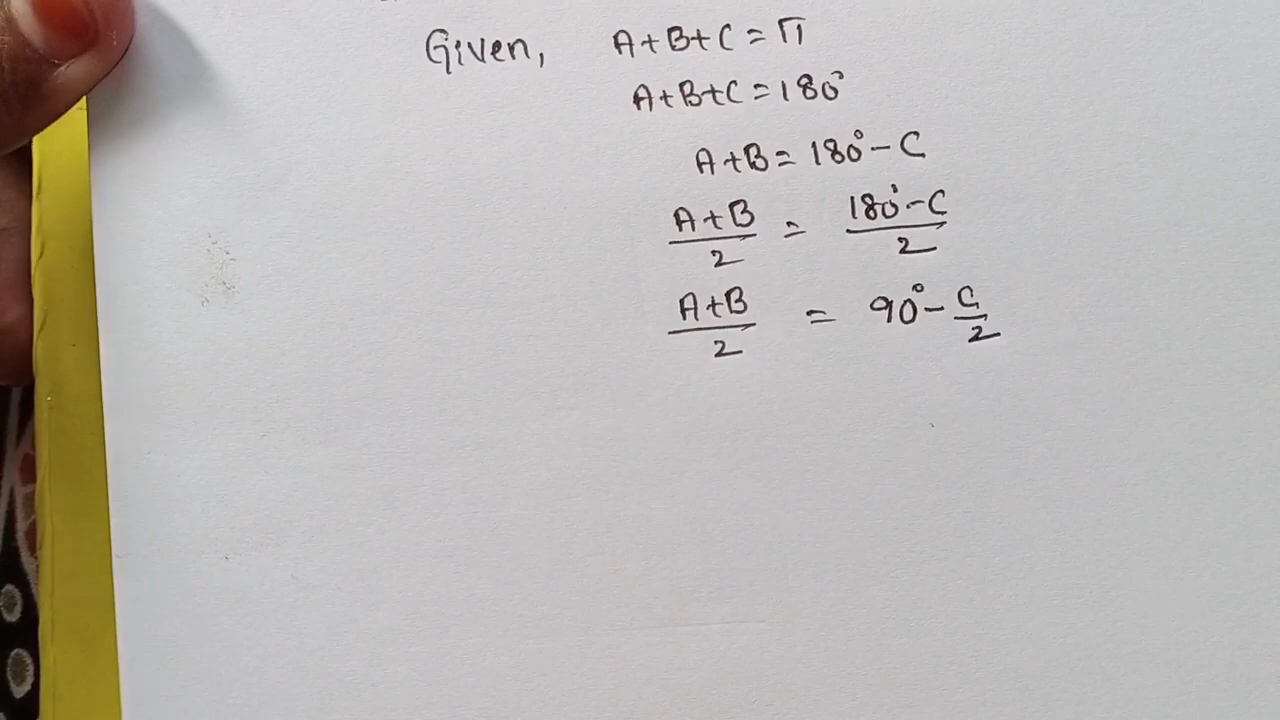 Given, A+B+C = π
A+B+C = 180°
A+B = 180° - C
A+B/2 = 180° - C/2
A+B/2 = 90° - C/2